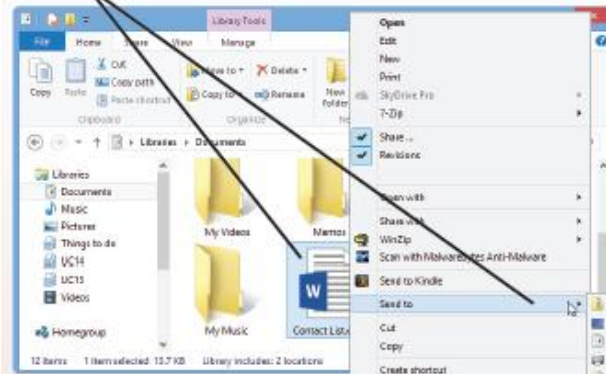 Library Tools
File Home Share View Manage
Copy Paste Cut
Copy path
Paste shortcut
Move to Delete
Copy to Rename
New Folder
Clipboard Organize
Libraries Documents
Libraries
Documents
Music
Pictures
Things to do
UC14
UC15
Videos
Homegroup
My Videos Memos
W
My Music Contact List.
12 items 1 item selected 13.7 KB Library includes: 2 locations
Open
Edit
New
Print
SkyDrive Pro
7-Zip
Share ...
Revisions
Open with
Share with
WinZip
Scan with Malwarebytes Anti-Malware
Send to Kindle
Send to
Cut
Copy
Create shortcut